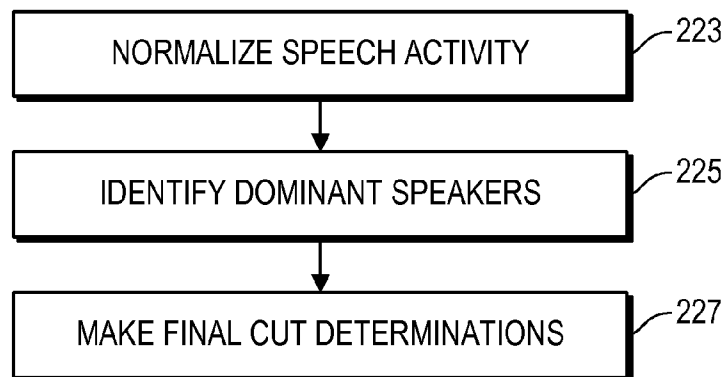 NORMALIZE SPEECH ACTIVITY
223
IDENTIFY DOMINANT SPEAKERS
225
MAKE FINAL CUT DETERMINATIONS
227